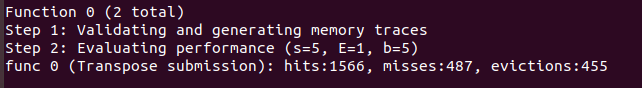 Function 0 (2 total)
Step 1: Validating and generating memory traces
Step 2: Evaluating performance (s=5, E=1, b=5)
func 0 (Transpose submission): hits:1566, misses:487, evictions:455